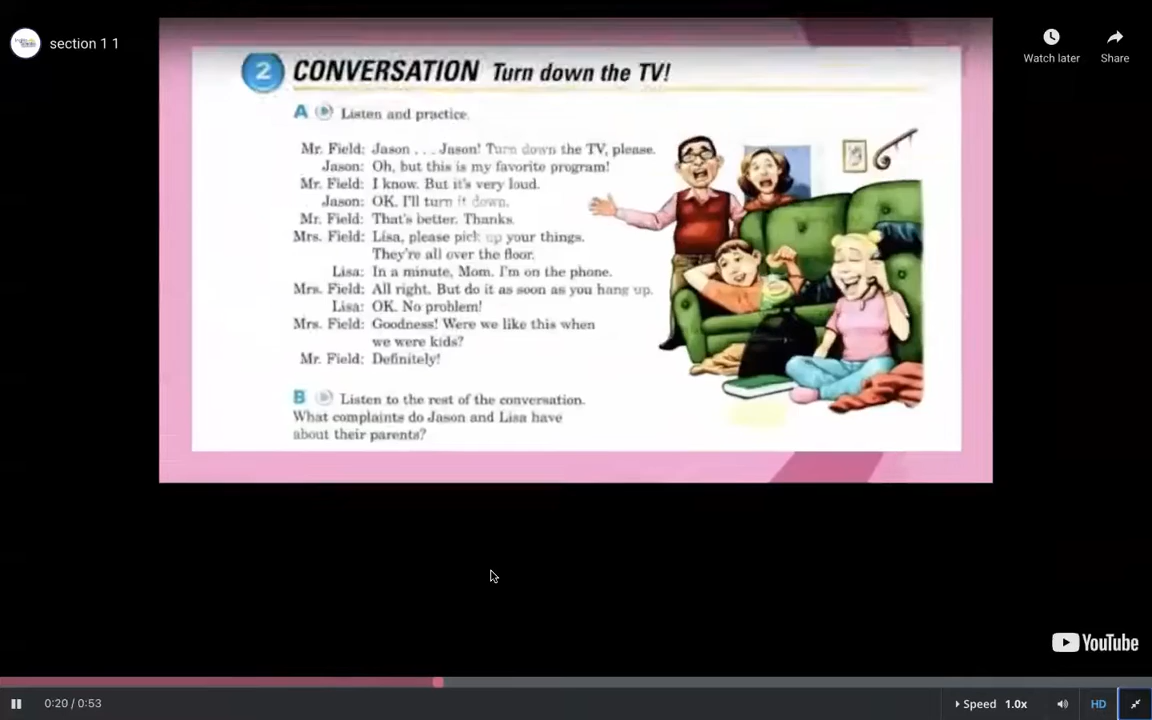 section 1 1
Watch later
Share
2 CONVERSATION Turn down the TV!
A Listen and practice.
Mr. Field: Jason . . . Jason! Turn down the TV, please.
Jason: Oh, but this is my favorite program!
Mr. Field: I know. But it's very loud.
Jason: OK. I'll turn it down.
Mr. Field: That's better. Thanks.
Mrs. Field: Lisa, please pick up your things.
They're all over the floor.
Lisa: In a minute, Mom. I'm on the phone.
Mrs. Field: All right. But do it as soon as you hang up.
Lisa: OK. No problem!
Mrs. Field: Goodness! Were we like this when
we were kids?
Mr. Field: Definitely!
B Listen to the rest of the conversation.
What complaints do Jason and Lisa have
about their parents?
YouTube
0:20 / 0:53
Speed 1.0x
HD